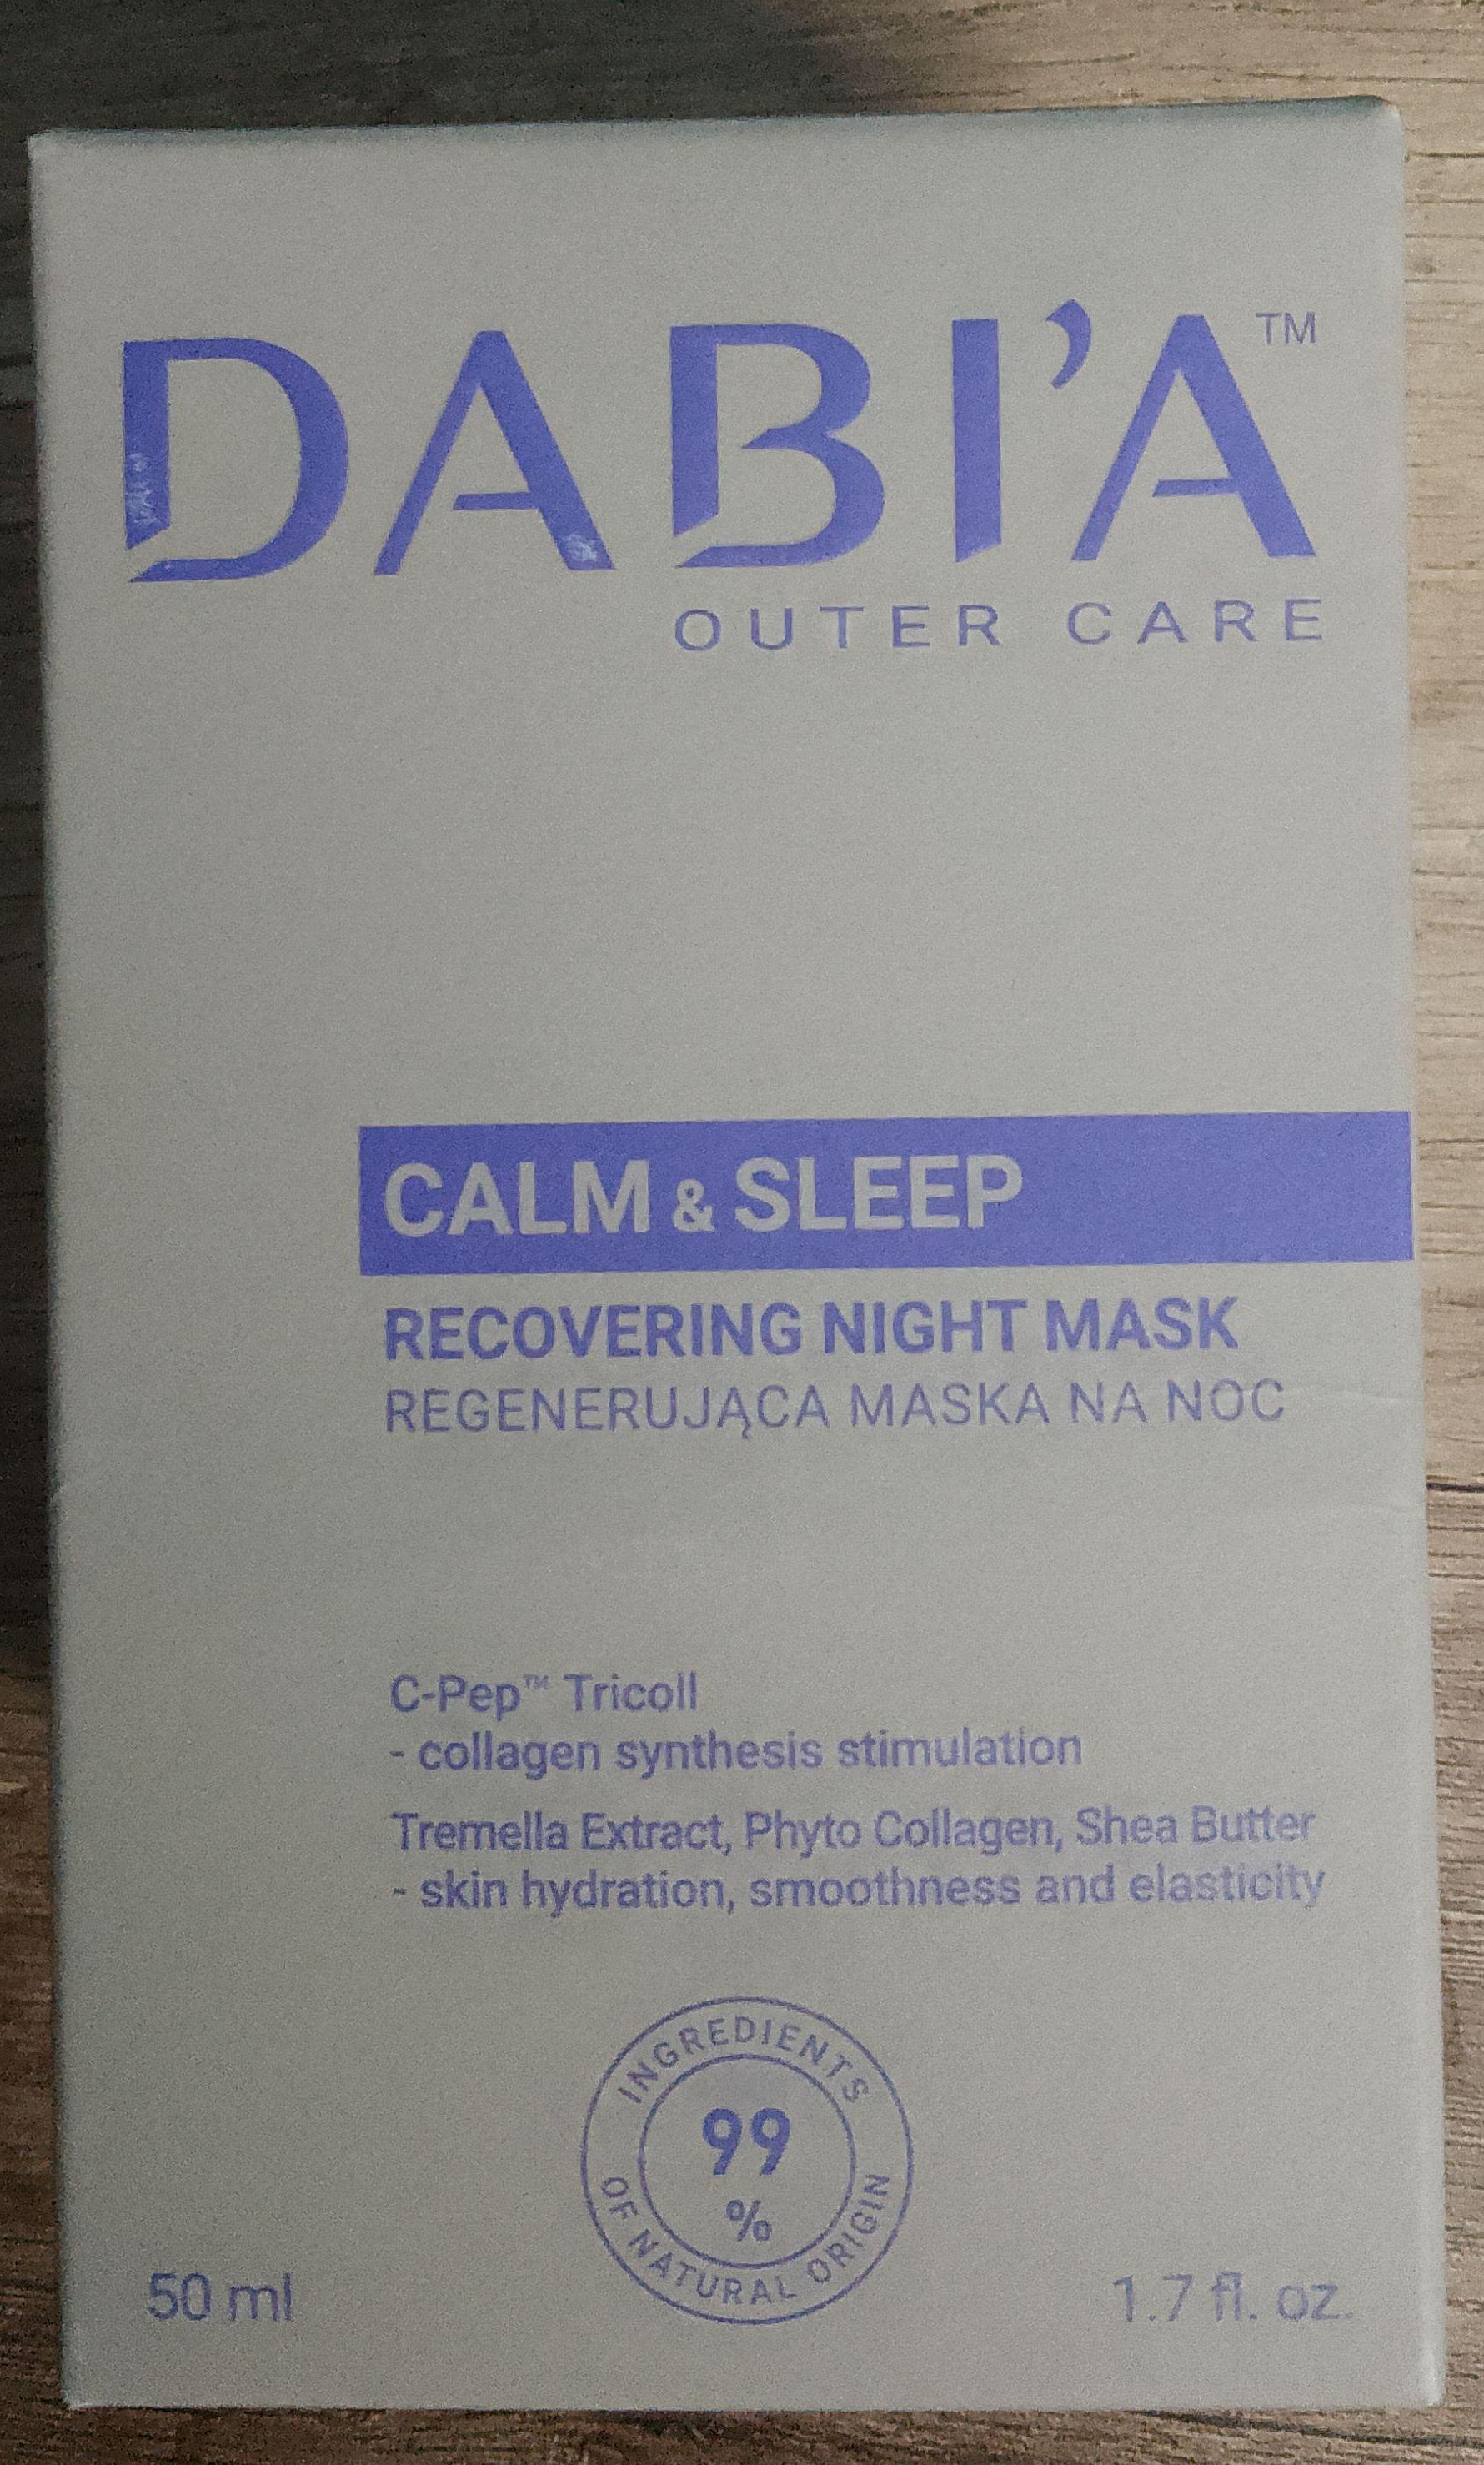 DABI’A™
OUTER CARE
CALM & SLEEP
RECOVERING NIGHT MASK
REGENERUJĄCA MASKA NA NOC
C-Pep™ Tricoll
- collagen synthesis stimulation
Tremella Extract, Phyto Collagen, Shea Butter
- skin hydration, smoothness and elasticity
INGREDIENTS
99
%
OF NATURAL ORIGIN
50 ml
1.7 fl. oz.